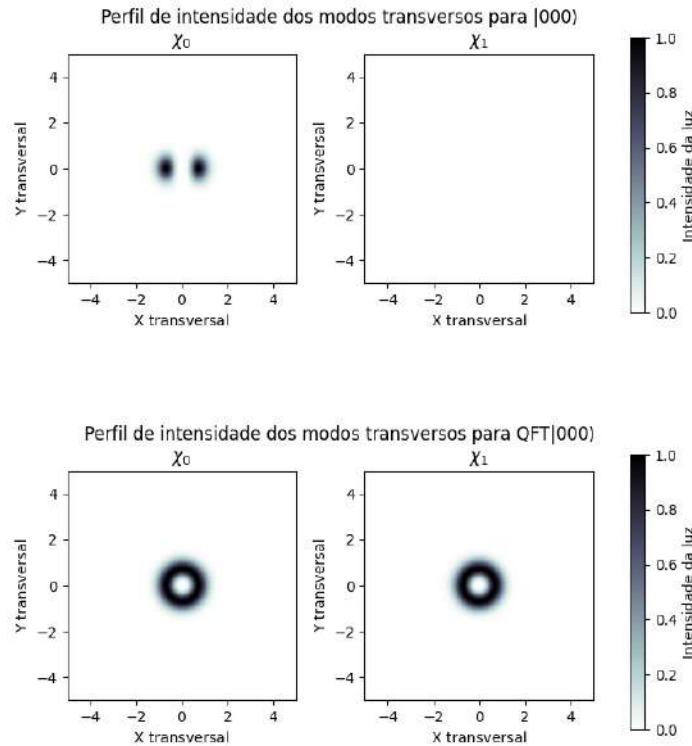 Perfil de intensidade dos modos transversos para |000⟩
χ₀
χ₁
4
2
0
−2
−4
Y transversal
−4 −2 0 2 4
X transversal
4
2
0
−2
−4
Y transversal
−4 −2 0 2 4
X transversal
1.0
0.8
0.6
0.4
0.2
0.0
Intensidade da luz
Perfil de intensidade dos modos transversos para QFT|000⟩
χ₀
χ₁
4
2
0
−2
−4
Y transversal
−4 −2 0 2 4
X transversal
4
2
0
−2
−4
Y transversal
−4 −2 0 2 4
X transversal
1.0
0.8
0.6
0.4
0.2
0.0
Intensidade da luz